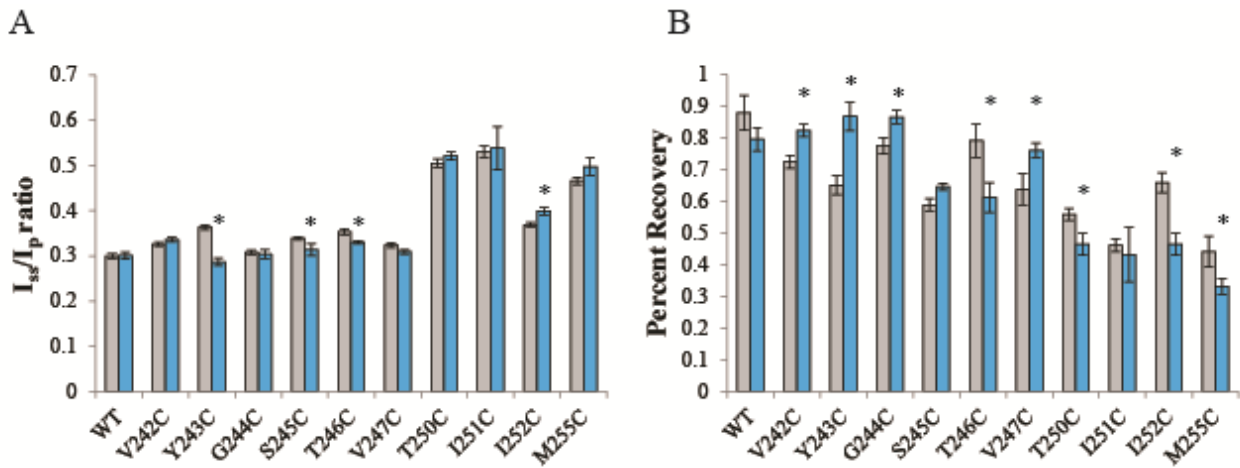 A
B
I_ss/I_p ratio
0.7
0.6
0.5
0.4
0.3
0.2
0.1
0
* * * *
WT V242C Y243C G244C S245C T246C V247C T250C I251C I252C M255C
Percent Recovery
1
0.9
0.8
0.7
0.6
0.5
0.4
0.3
0.2
0.1
0
* * * * * * * *
WT V242C Y243C G244C S245C T246C V247C T250C I251C I252C M255C